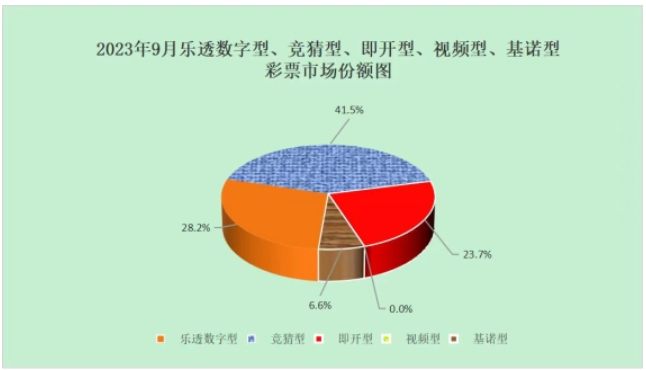 2023年9月乐透数字型、竞猜型、即开型、视频型、基诺型
彩票市场份额图
41.5%
28.2%
23.7%
6.6%
0.0%
乐透数字型 竞猜型 即开型 视频型 基诺型